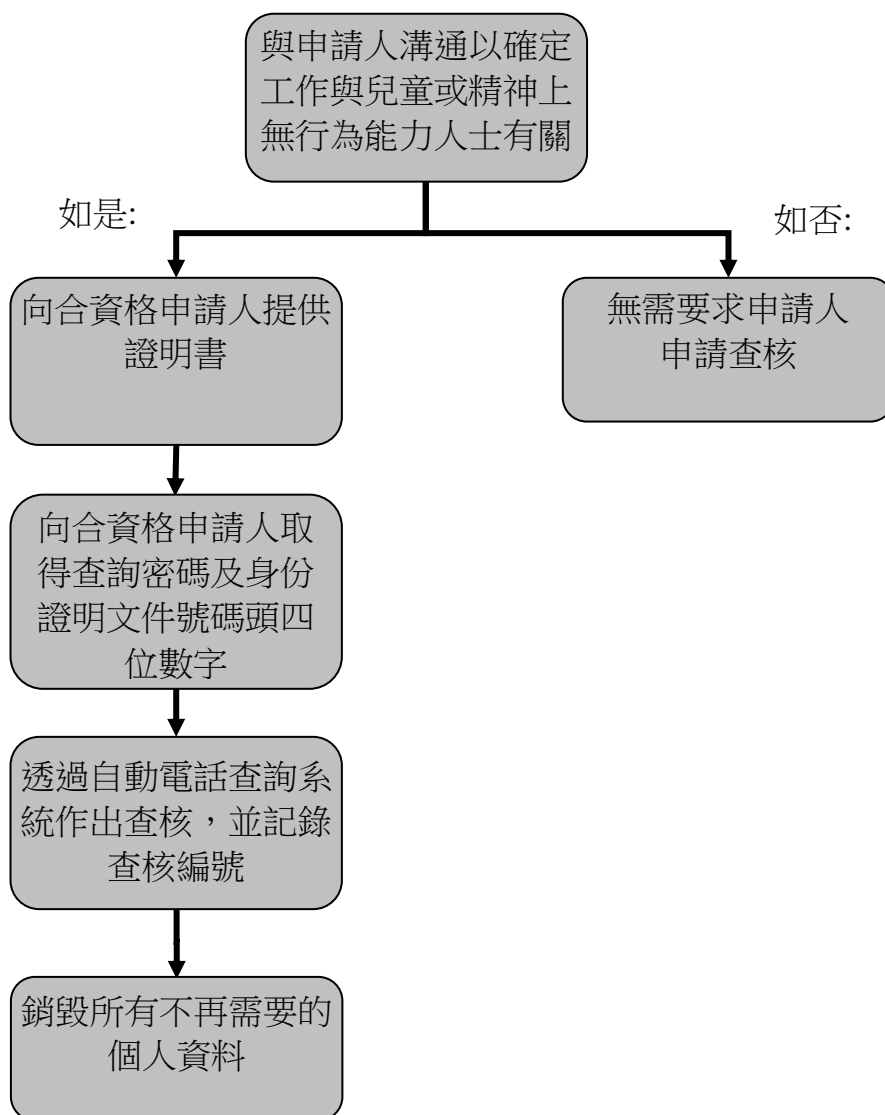 與申請人溝通以確定
工作與兒童或精神上
無行為能力人士有關
如是:
如否:
向合資格申請人提供
證明書
無需要求申請人
申請查核
向合資格申請人取
得查詢密碼及身份
證明文件號碼頭四
位數字
透過自動電話查詢系
統作出查核，並記錄
查核編號
銷毀所有不再需要的
個人資料